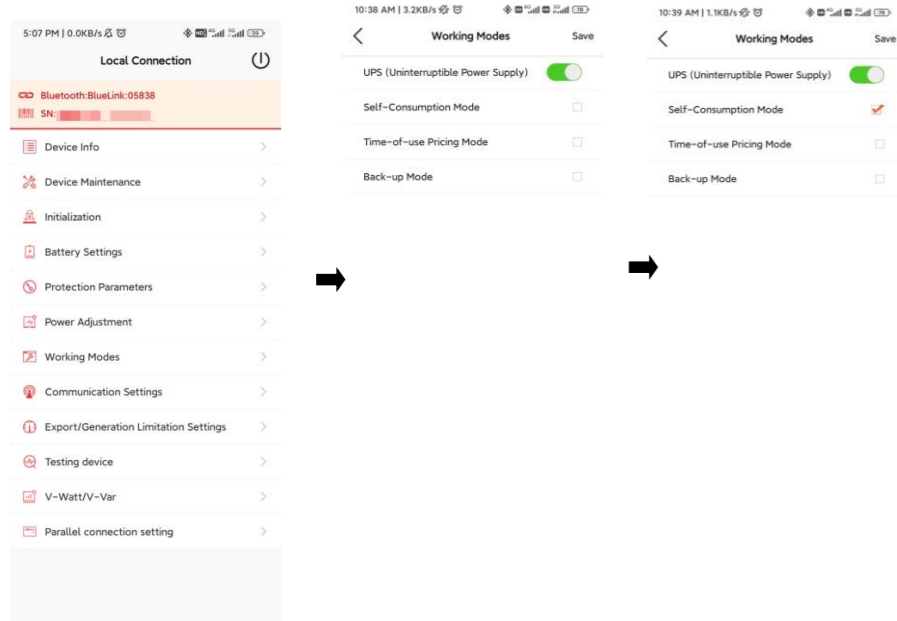 5:07 PM | 0.0KB/s
39
Local Connection
Bluetooth:BlueLink:05838
SN:
Device Info
Device Maintenance
Initialization
Battery Settings
Protection Parameters
Power Adjustment
Working Modes
Communication Settings
Export/Generation Limitation Settings
Testing device
V-Watt/V-Var
Parallel connection setting
10:38 AM | 3.2KB/s
Working Modes
Save
UPS (Uninterruptible Power Supply)
Self-Consumption Mode
Time-of-use Pricing Mode
Back-up Mode
10:39 AM | 1.1KB/s
Working Modes
Save
UPS (Uninterruptible Power Supply)
Self-Consumption Mode
Time-of-use Pricing Mode
Back-up Mode